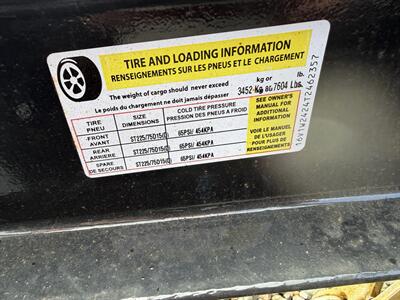 TIRE AND LOADING INFORMATION
RENSEIGNEMENTS SUR LES PNEUS ET LE CHARGEMENT
The weight of cargo should never exceed
Le poids du chargement ne doit jamais dépasser
kg or lb.
3452 Kg 7604 Lbs.
kg ou
TIRE
PNEU
SIZE
DIMENSIONS
COLD TIRE PRESSURE
PRESSION DES PNEUS A FROID
FRONT
AVANT
ST225/75D15(D)
65PSI/ 454KPA
REAR
ARRIERE
ST225/75D15(D)
65PSI/ 454KPA
SPARE
DE SECOURS
ST225/75D15(D)
65PSI/ 454KPA
SEE OWNER'S
MANUAL FOR
ADDITIONAL
INFORMATION
VOIR LE MANUEL
DE L'USAGER
POUR PLUS DE
RENSEIGNEMENTS